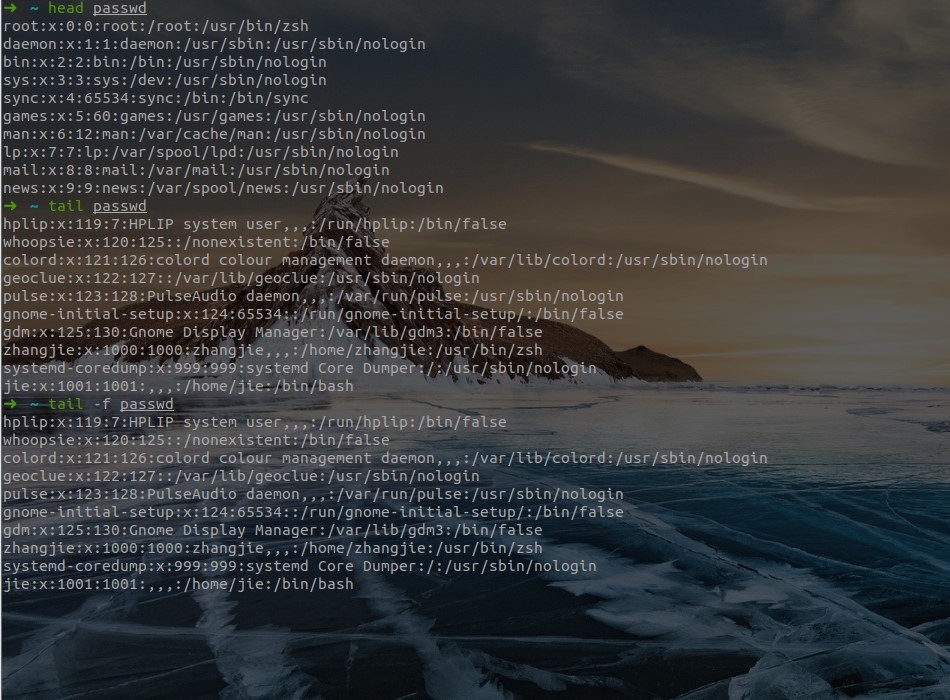 ➜ ~ head passwd
root:x:0:0:root:/root:/usr/bin/zsh
daemon:x:1:1:daemon:/usr/sbin:/usr/sbin/nologin
bin:x:2:2:bin:/bin:/usr/sbin/nologin
sys:x:3:3:sys:/dev:/usr/sbin/nologin
sync:x:4:65534:sync:/bin:/bin/sync
games:x:5:60:games:/usr/games:/usr/sbin/nologin
man:x:6:12:man:/var/cache/man:/usr/sbin/nologin
lp:x:7:7:lp:/var/spool/lpd:/usr/sbin/nologin
mail:x:8:8:mail:/var/mail:/usr/sbin/nologin
news:x:9:9:news:/var/spool/news:/usr/sbin/nologin
➜ ~ tail passwd
hplip:x:119:7:HPLIP system user,,,:/run/hplip:/bin/false
whoopsie:x:120:125::/nonexistent:/bin/false
colord:x:121:126:colord colour management daemon,,,:/var/lib/colord:/usr/sbin/nologin
geoclue:x:122:127::/var/lib/geoclue:/usr/sbin/nologin
pulse:x:123:128:PulseAudio daemon,,,:/var/run/pulse:/usr/sbin/nologin
gnome-initial-setup:x:124:65534::/run/gnome-initial-setup/:/bin/false
gdm:x:125:130:Gnome Display Manager:/var/lib/gdm3:/bin/false
zhangjie:x:1000:1000:zhangjie,,,:/home/zhangjie:/usr/bin/zsh
systemd-coredump:x:999:999:systemd Core Dumper:/:/usr/sbin/nologin
jie:x:1001:1001:,,,:/home/jie:/bin/bash
➜ ~ tail -f passwd
hplip:x:119:7:HPLIP system user,,,:/run/hplip:/bin/false
whoopsie:x:120:125::/nonexistent:/bin/false
colord:x:121:126:colord colour management daemon,,,:/var/lib/colord:/usr/sbin/nologin
geoclue:x:122:127::/var/lib/geoclue:/usr/sbin/nologin
pulse:x:123:128:PulseAudio daemon,,,:/var/run/pulse:/usr/sbin/nologin
gnome-initial-setup:x:124:65534::/run/gnome-initial-setup/:/bin/false
gdm:x:125:130:Gnome Display Manager:/var/lib/gdm3:/bin/false
zhangjie:x:1000:1000:zhangjie,,,:/home/zhangjie:/usr/bin/zsh
systemd-coredump:x:999:999:systemd Core Dumper:/:/usr/sbin/nologin
jie:x:1001:1001:,,,:/home/jie:/bin/bash